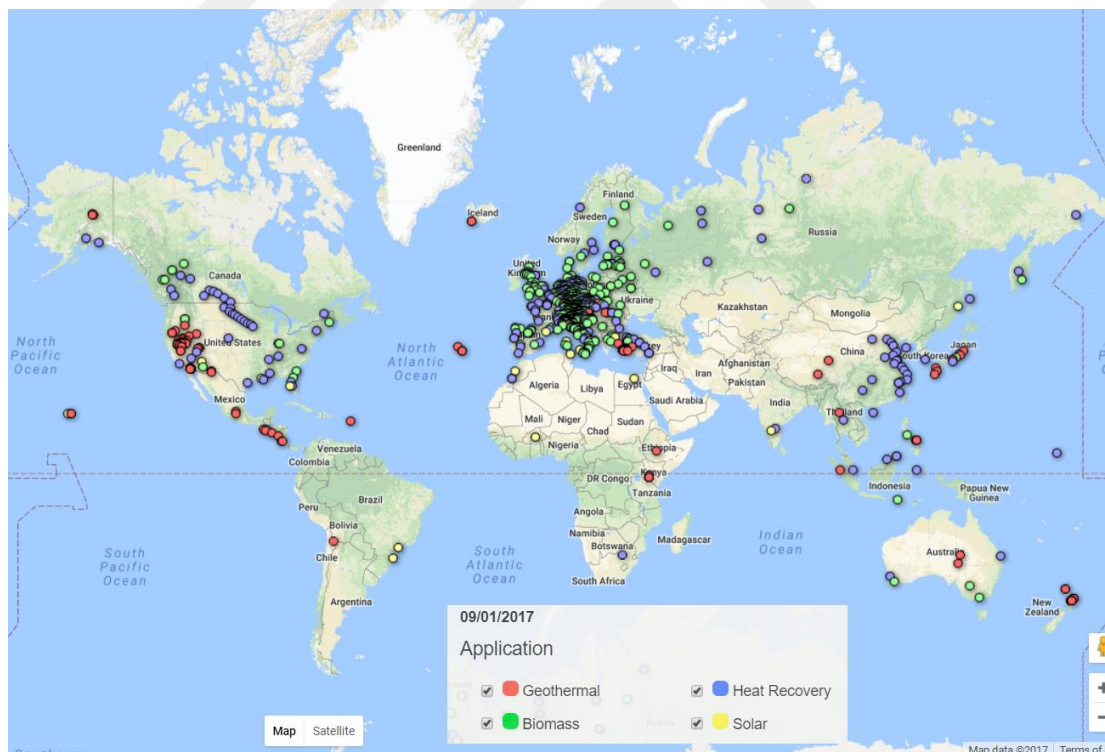 Greenland
Iceland
Finland
Sweden
Norway
Russia
United
Kingdom
Canada
Ukraine
Kazakhstan
Mongolia
North
Pacific
Ocean
United States
North
Atlantic
Ocean
China
South Korea
Japan
Afghanistan
Iraq
Iran
Pakistan
Algeria
Libya
Egypt
Saudi Arabia
India
Mexico
Mali
Niger
Sudan
Chad
Thailand
Nigeria
Ethiopia
Venezuela
Colombia
Kenya
DR Congo
Tanzania
Indonesia
Papua New
Guinea
Brazil
Peru
Angola
Bolivia
Namibia
Botswana
Madagascar
Indian
Ocean
South
Pacific
Ocean
Chile
South
Atlantic
Ocean
South Africa
Argentina
New
Zealand
09/01/2017
Application
Geothermal
Heat Recovery
Biomass
Solar
Map
Satellite
Map data ©2017
Terms of